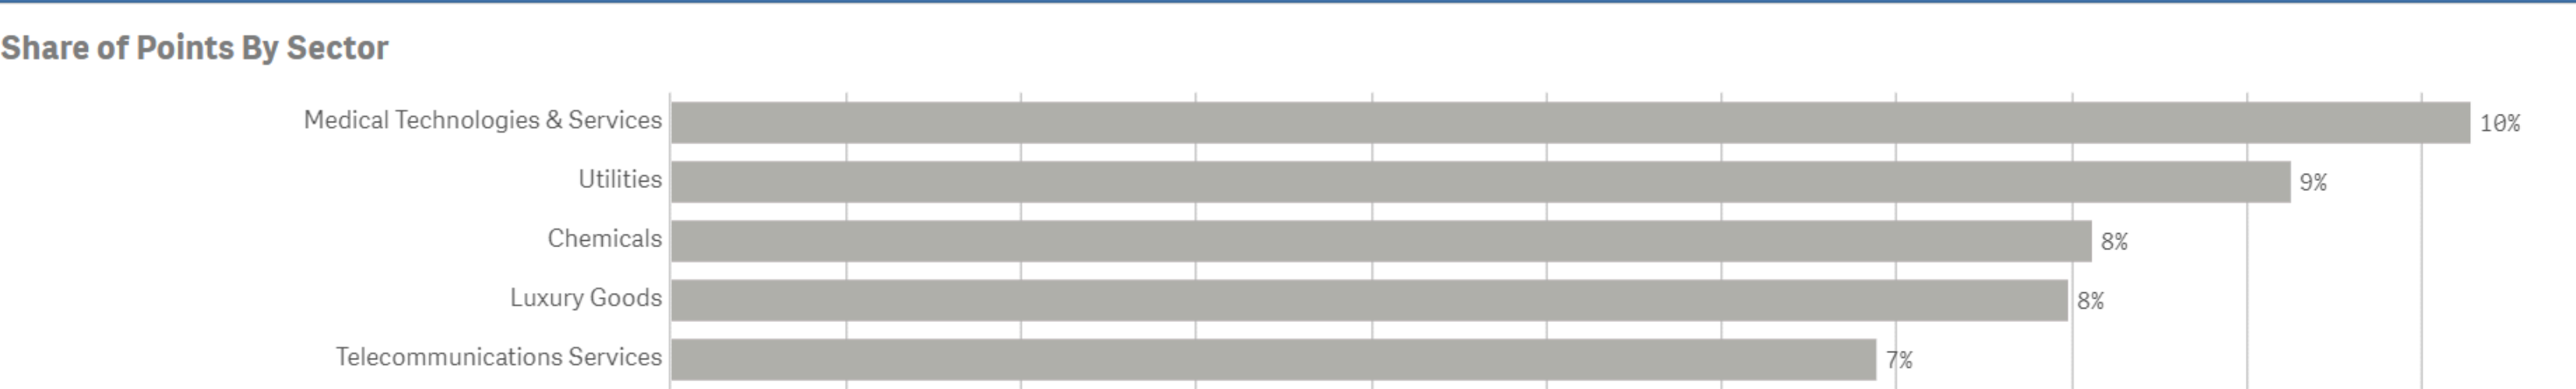 Share of Points By Sector
Medical Technologies & Services 10%
Utilities 9%
Chemicals 8%
Luxury Goods 8%
Telecommunications Services 7%